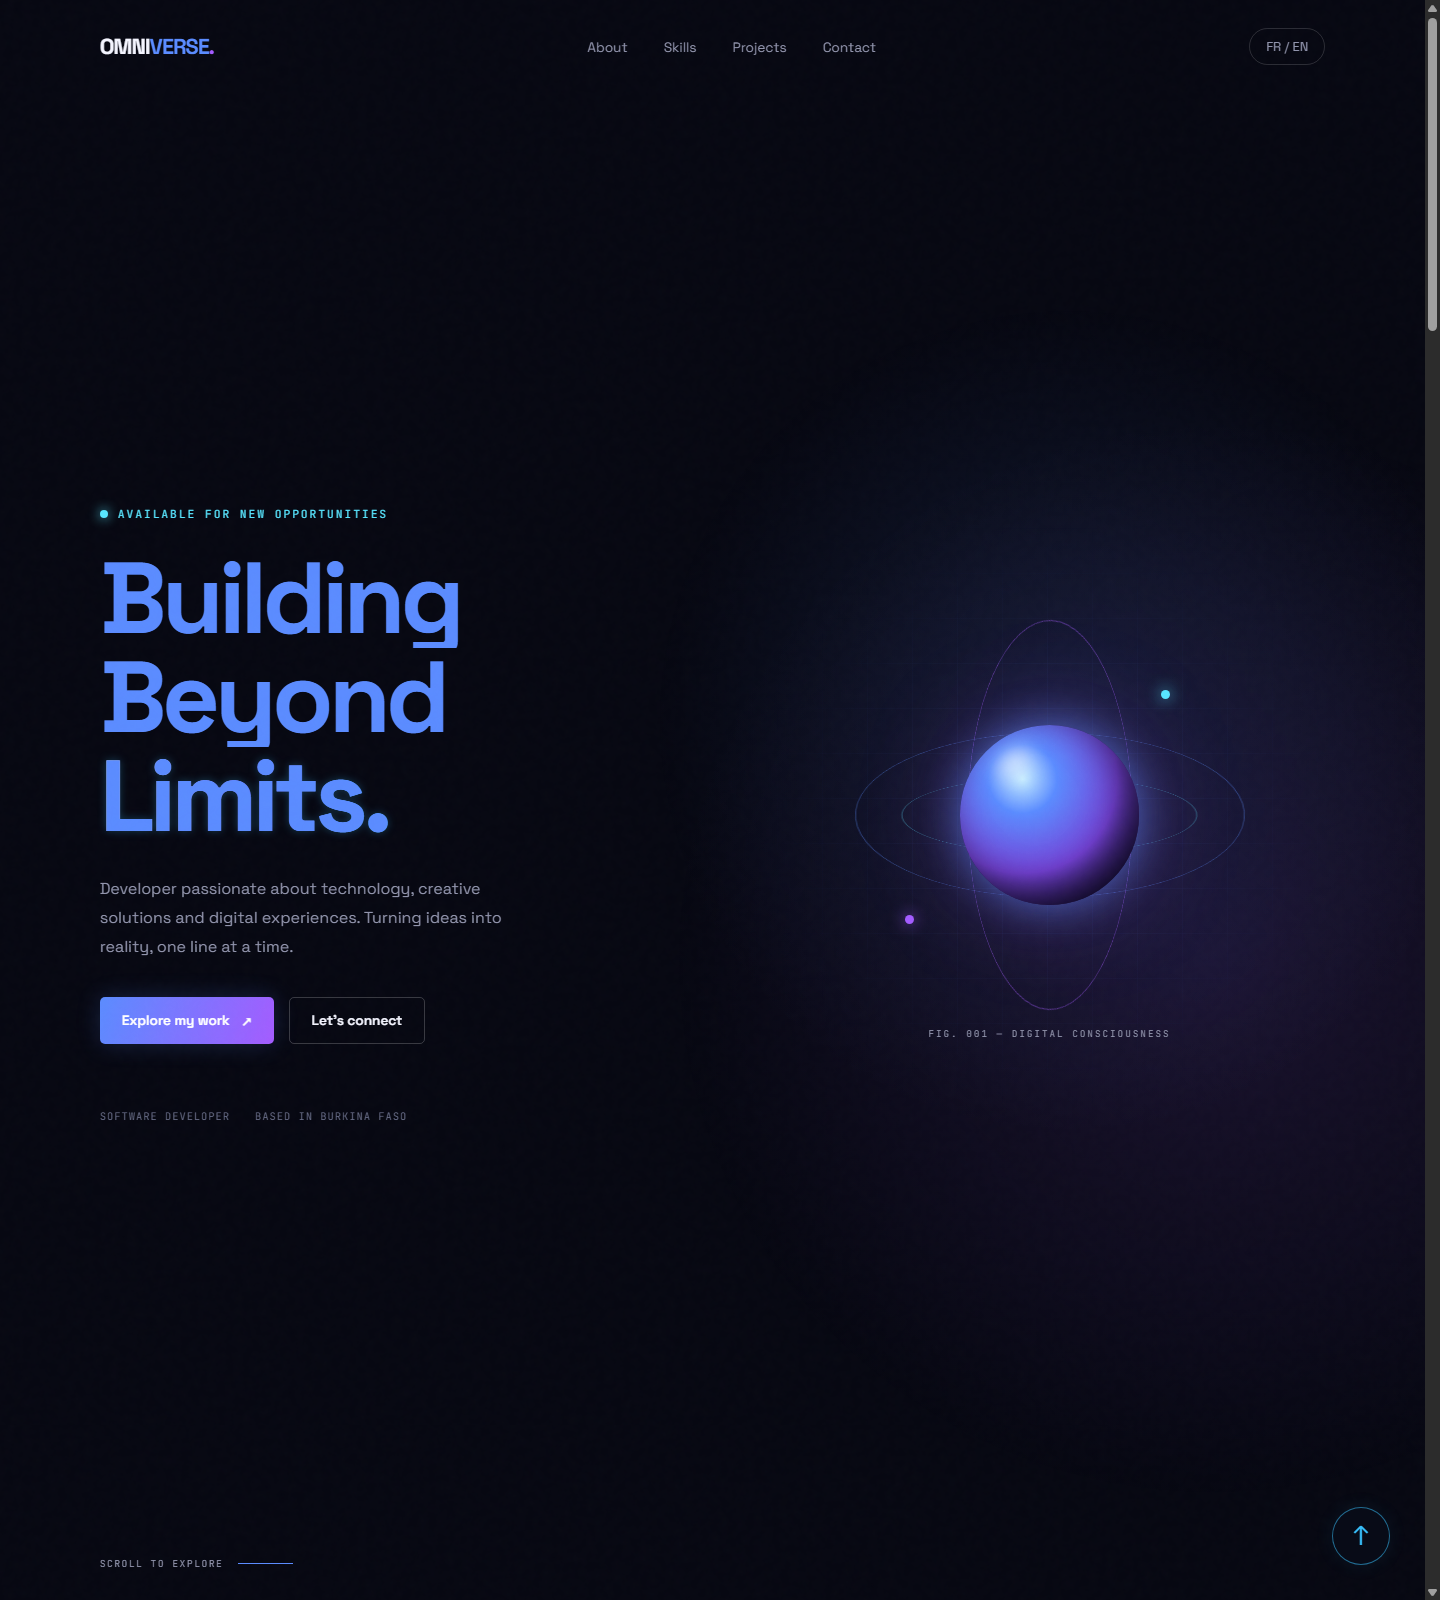 OMNIVERSE.
About Skills Projects Contact
FR / EN
AVAILABLE FOR NEW OPPORTUNITIES
Building
Beyond
Limits.
Developer passionate about technology, creative
solutions and digital experiences. Turning ideas into
reality, one line at a time.
Explore my work ↗
Let's connect
SOFTWARE DEVELOPER BASED IN BURKINA FASO
FIG. 001 — DIGITAL CONSCIOUSNESS
SCROLL TO EXPLORE